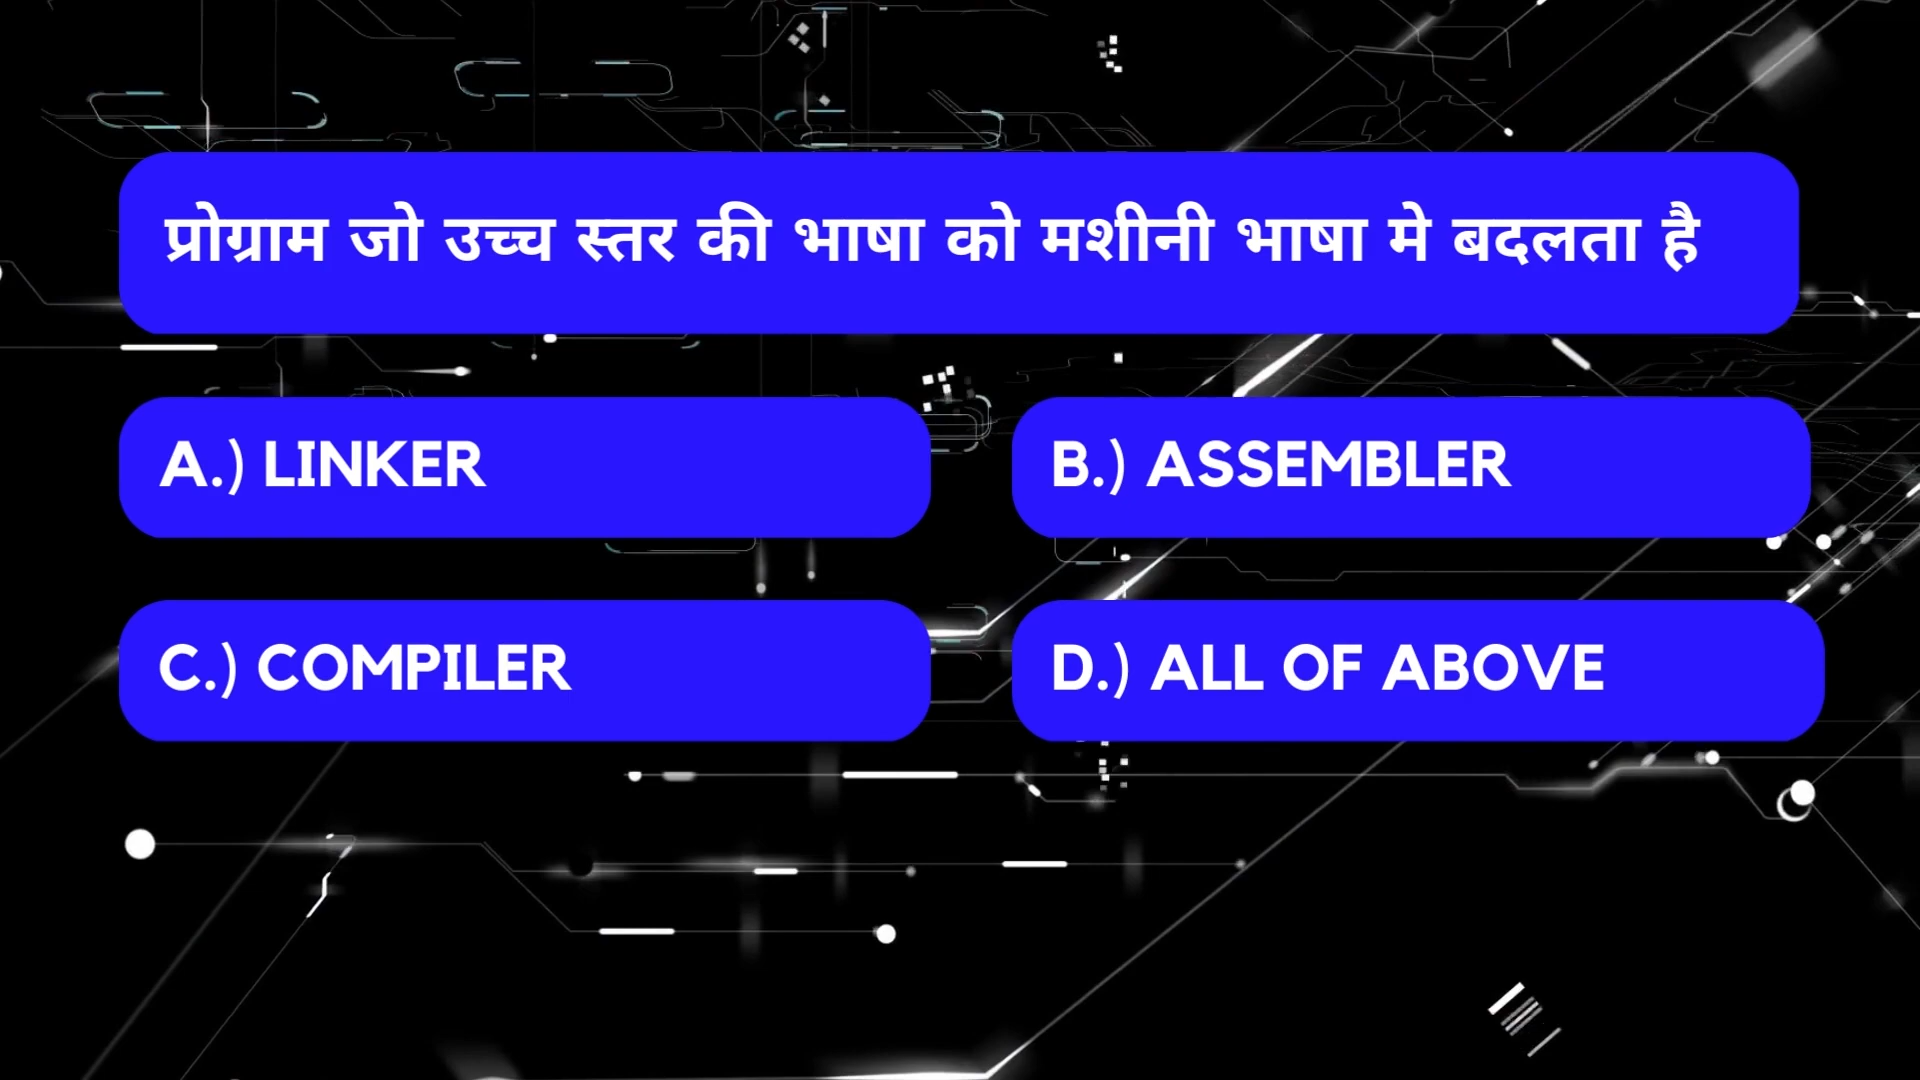 प्रोग्राम जो उच्च स्तर की भाषा को मशीनी भाषा मे बदलता है
A.) LINKER
B.) ASSEMBLER
C.) COMPILER
D.) ALL OF ABOVE